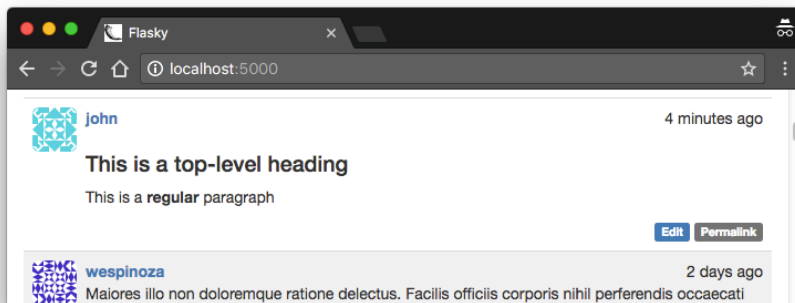 Flasky
localhost:5000
john 4 minutes ago
This is a top-level heading
This is a regular paragraph
Edit Permalink
wespinoza 2 days ago
Maiores illo non doloremque ratione delectus. Facilis officiis corporis nihil perferendis occaecati